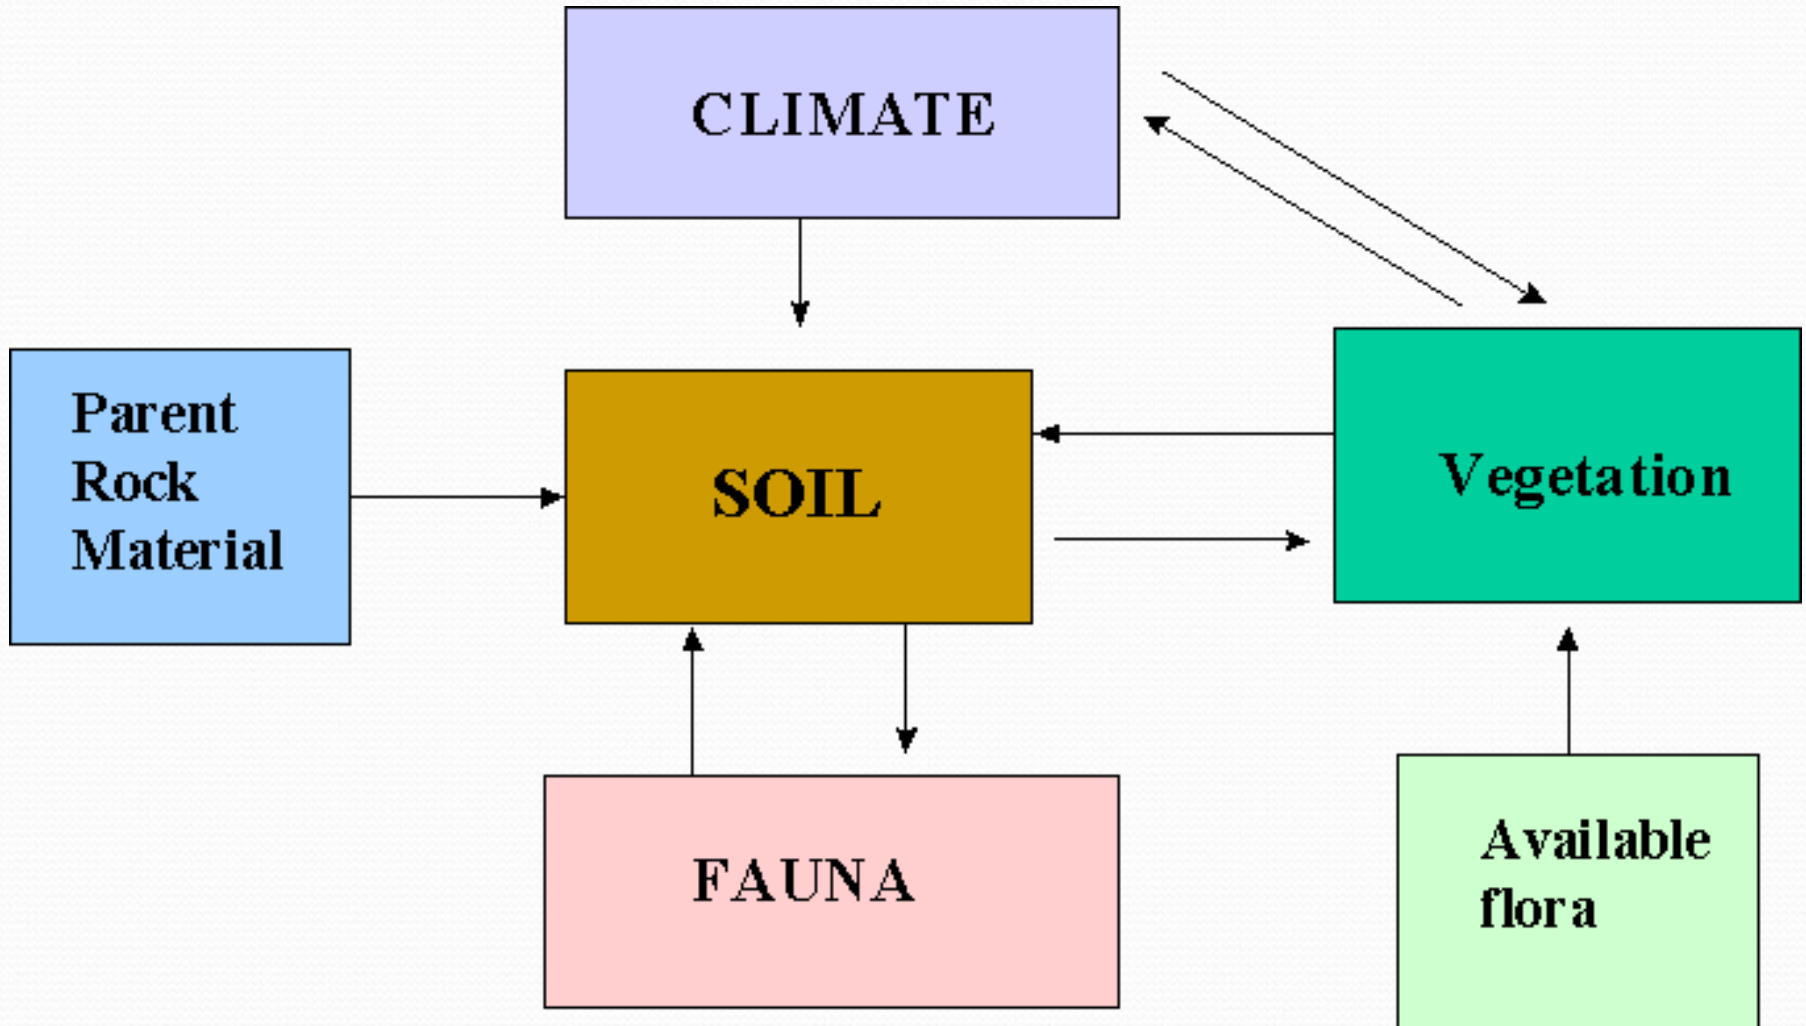 CLIMATE
Parent
Rock
Material
SOIL
Vegetation
FAUNA
Available
flora